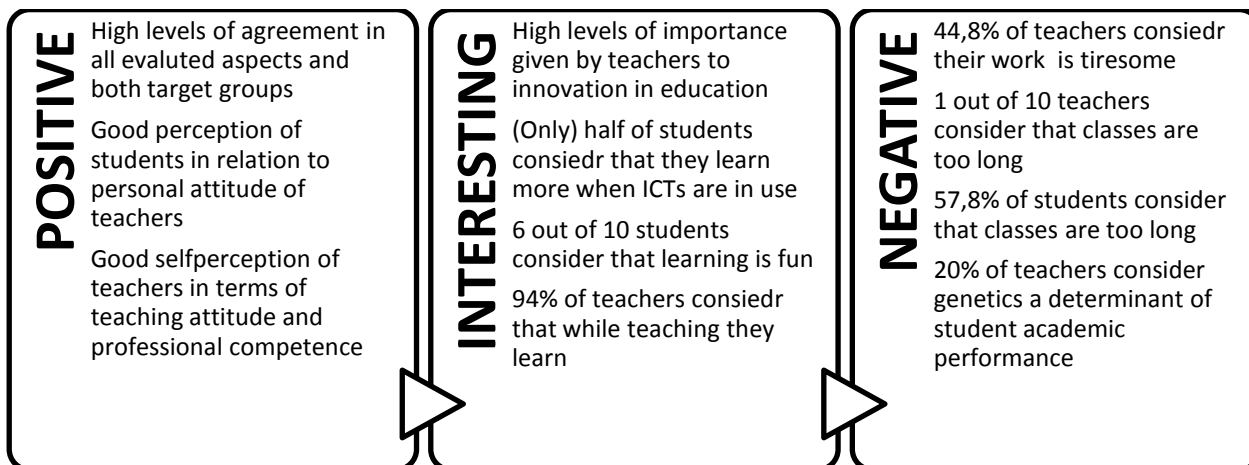 POSITIVE
High levels of agreement in
all evaluted aspects and
both target groups
Good perception of
students in relation to
personal attitude of
teachers
Good selfperception of
teachers in terms of
teaching attitude and
professional competence
INTERESTING
High levels of importance
given by teachers to
innovation in education
(Only) half of students
consiedr that they learn
more when ICTs are in use
6 out of 10 students
consider that learning is fun
94% of teachers consiedr
that while teaching they
learn
NEGATIVE
44,8% of teachers consiedr
their work is tiresome
1 out of 10 teachers
consider that classes are
too long
57,8% of students consider
that classes are too long
20% of teachers consider
genetics a determinant of
student academic
performance